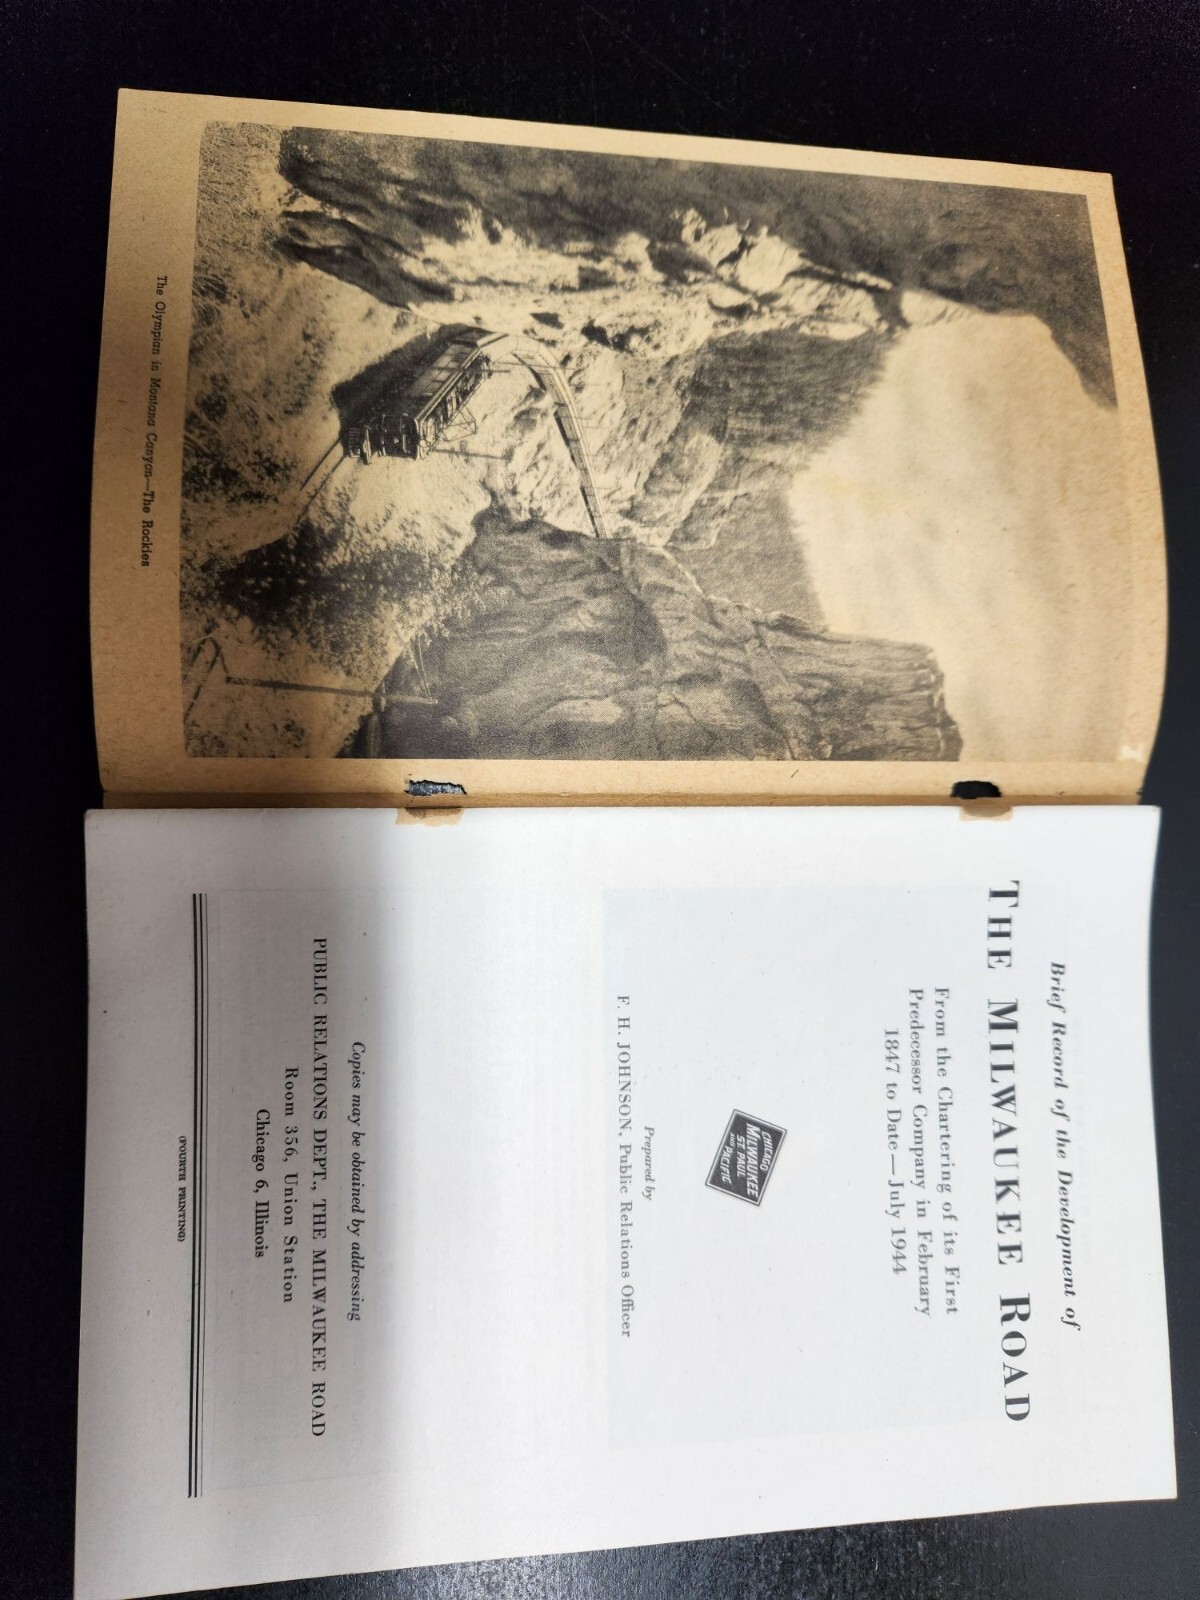 The Olympian in Montana Canyon—The Rockies
Brief Record of the Development of
THE MILWAUKEE ROAD
From the Chartering of its First
Predecessor Company in February
1847 to Date—July 1944
CHICAGO
MILWAUKEE
ST. PAUL
AND PACIFIC
Prepared by
F. H. JOHNSON, Public Relations Officer
Copies may be obtained by addressing
PUBLIC RELATIONS DEPT., THE MILWAUKEE ROAD
Room 356, Union Station
Chicago 6, Illinois
(FOURTH PRINTING)